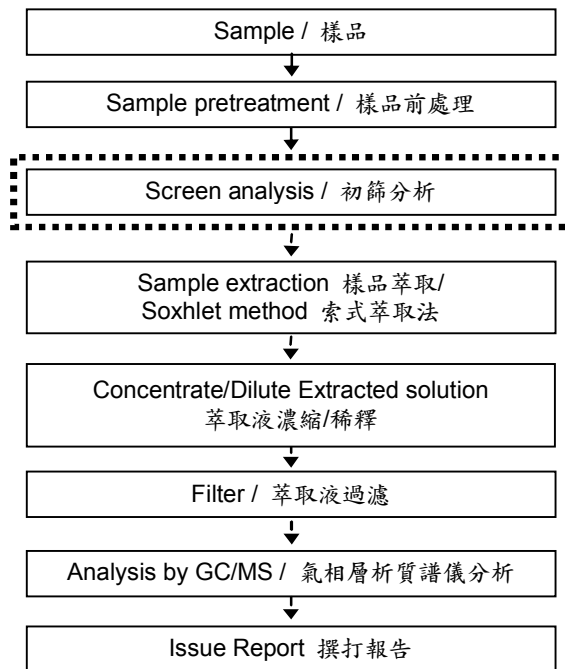 Sample / 樣品
Sample pretreatment / 樣品前處理
Screen analysis / 初篩分析
Sample extraction 樣品萃取/
Soxhlet method 索式萃取法
Concentrate/Dilute Extracted solution
萃取液濃縮/稀釋
Filter / 萃取液過濾
Analysis by GC/MS / 氣相層析質譜儀分析
Issue Report 撰打報告